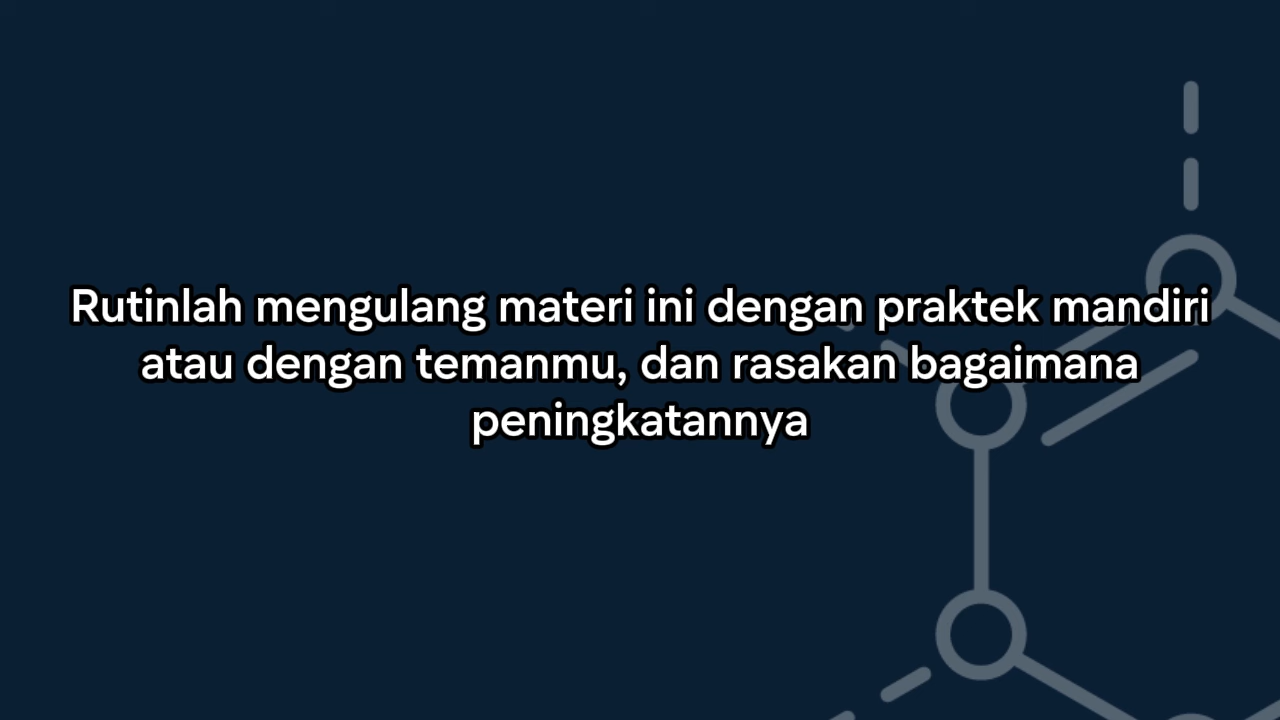 Rutinlah mengulang materi ini dengan praktek mandiri
atau dengan temanmu, dan rasakan bagaimana
peningkatannya